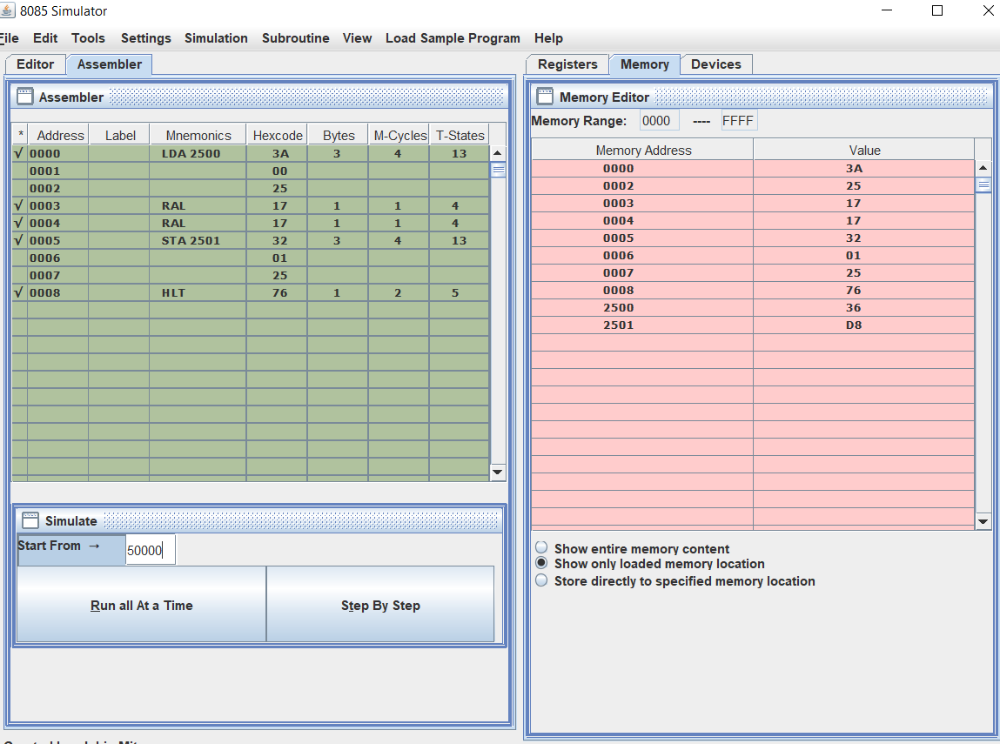 8085 Simulator
File Edit Tools Settings Simulation Subroutine View Load Sample Program Help
Editor Assembler
Assembler
* Address Label Mnemonics Hexcode Bytes M-Cycles T-States
√ 0000 LDA 2500 3A 3 4 13
0001 00
0002 25
√ 0003 RAL 17 1 1 4
√ 0004 RAL 17 1 1 4
√ 0005 STA 2501 32 3 4 13
0006 01
0007 25
√ 0008 HLT 76 1 2 5
Simulate
Start From → 50000
Run all At a Time Step By Step
Registers Memory Devices
Memory Editor
Memory Range: 0000 ---- FFFF
Memory Address Value
0000 3A
0002 25
0003 17
0004 17
0005 32
0006 01
0007 25
0008 76
2500 36
2501 D8
Show entire memory content
Show only loaded memory location
Store directly to specified memory location